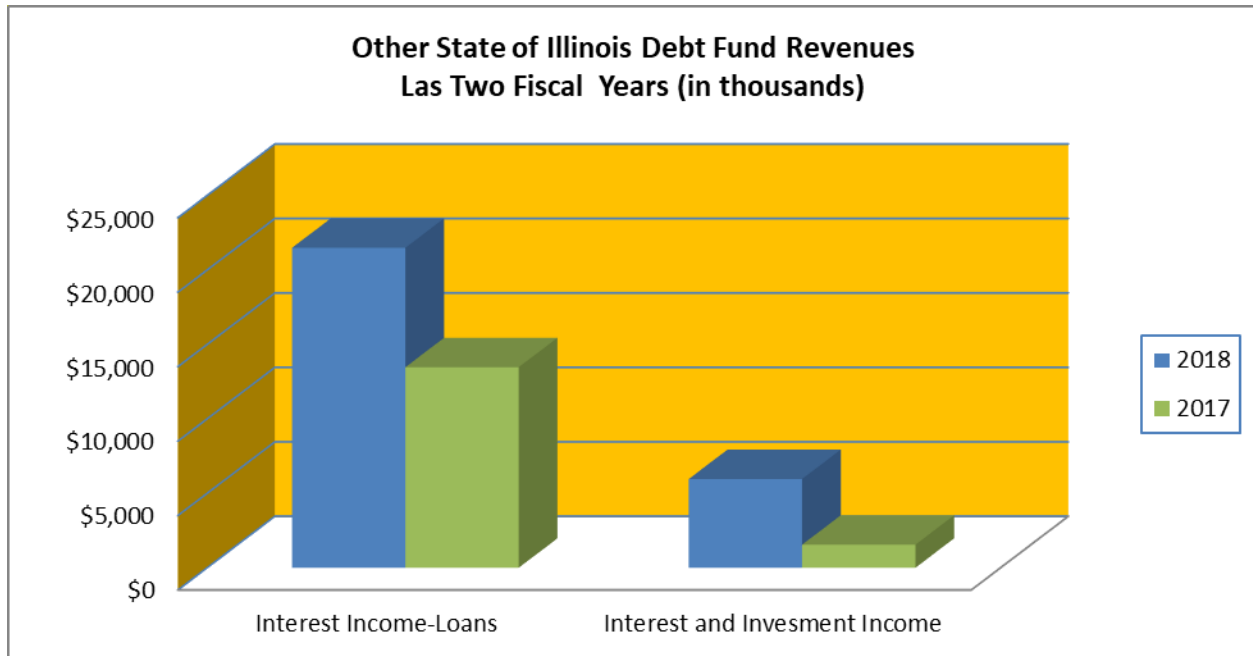 Other State of Illinois Debt Fund Revenues
Las Two Fiscal Years (in thousands)
$25,000
$20,000
$15,000
$10,000
$5,000
$0
Interest Income-Loans
Interest and Invesment Income
2018
2017